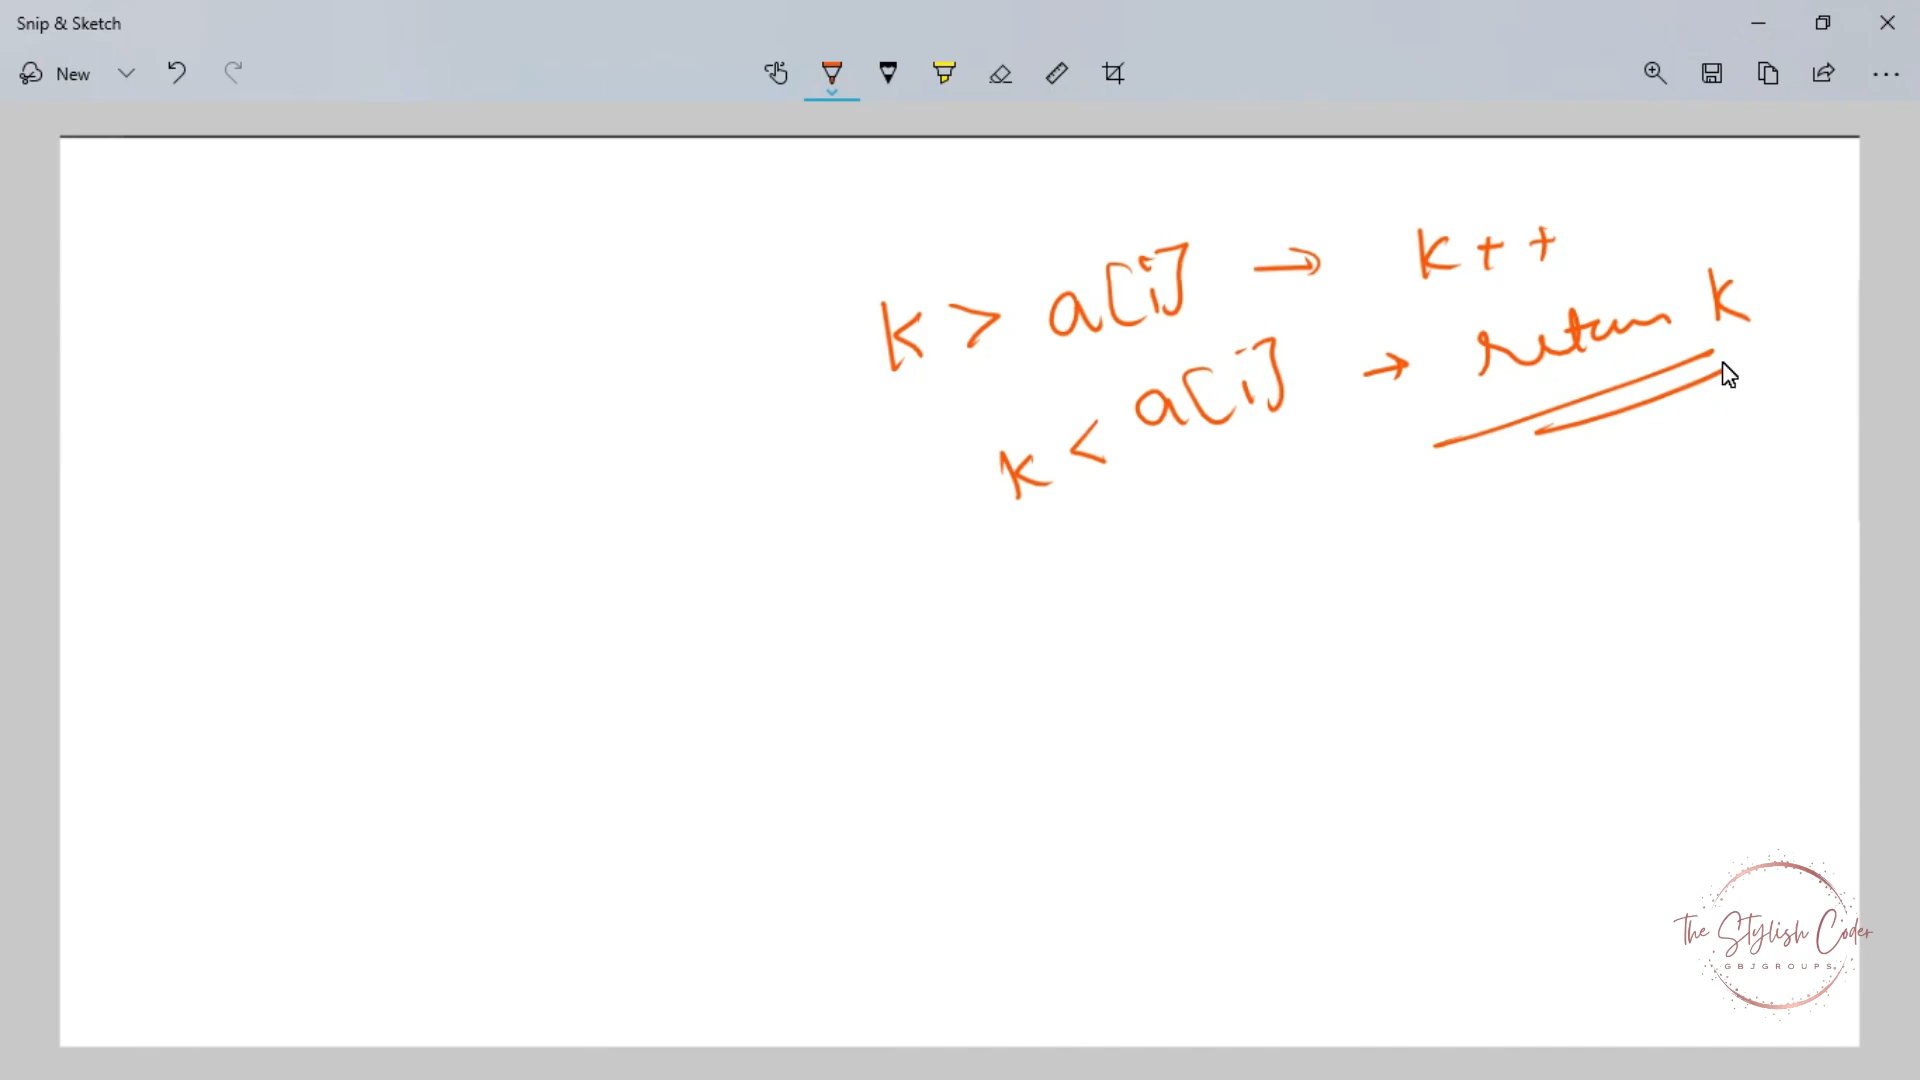 Snip & Sketch
New
k > a[i] → k++
k < a[i] → return k
The Stylish Coder
GBJGROUPS